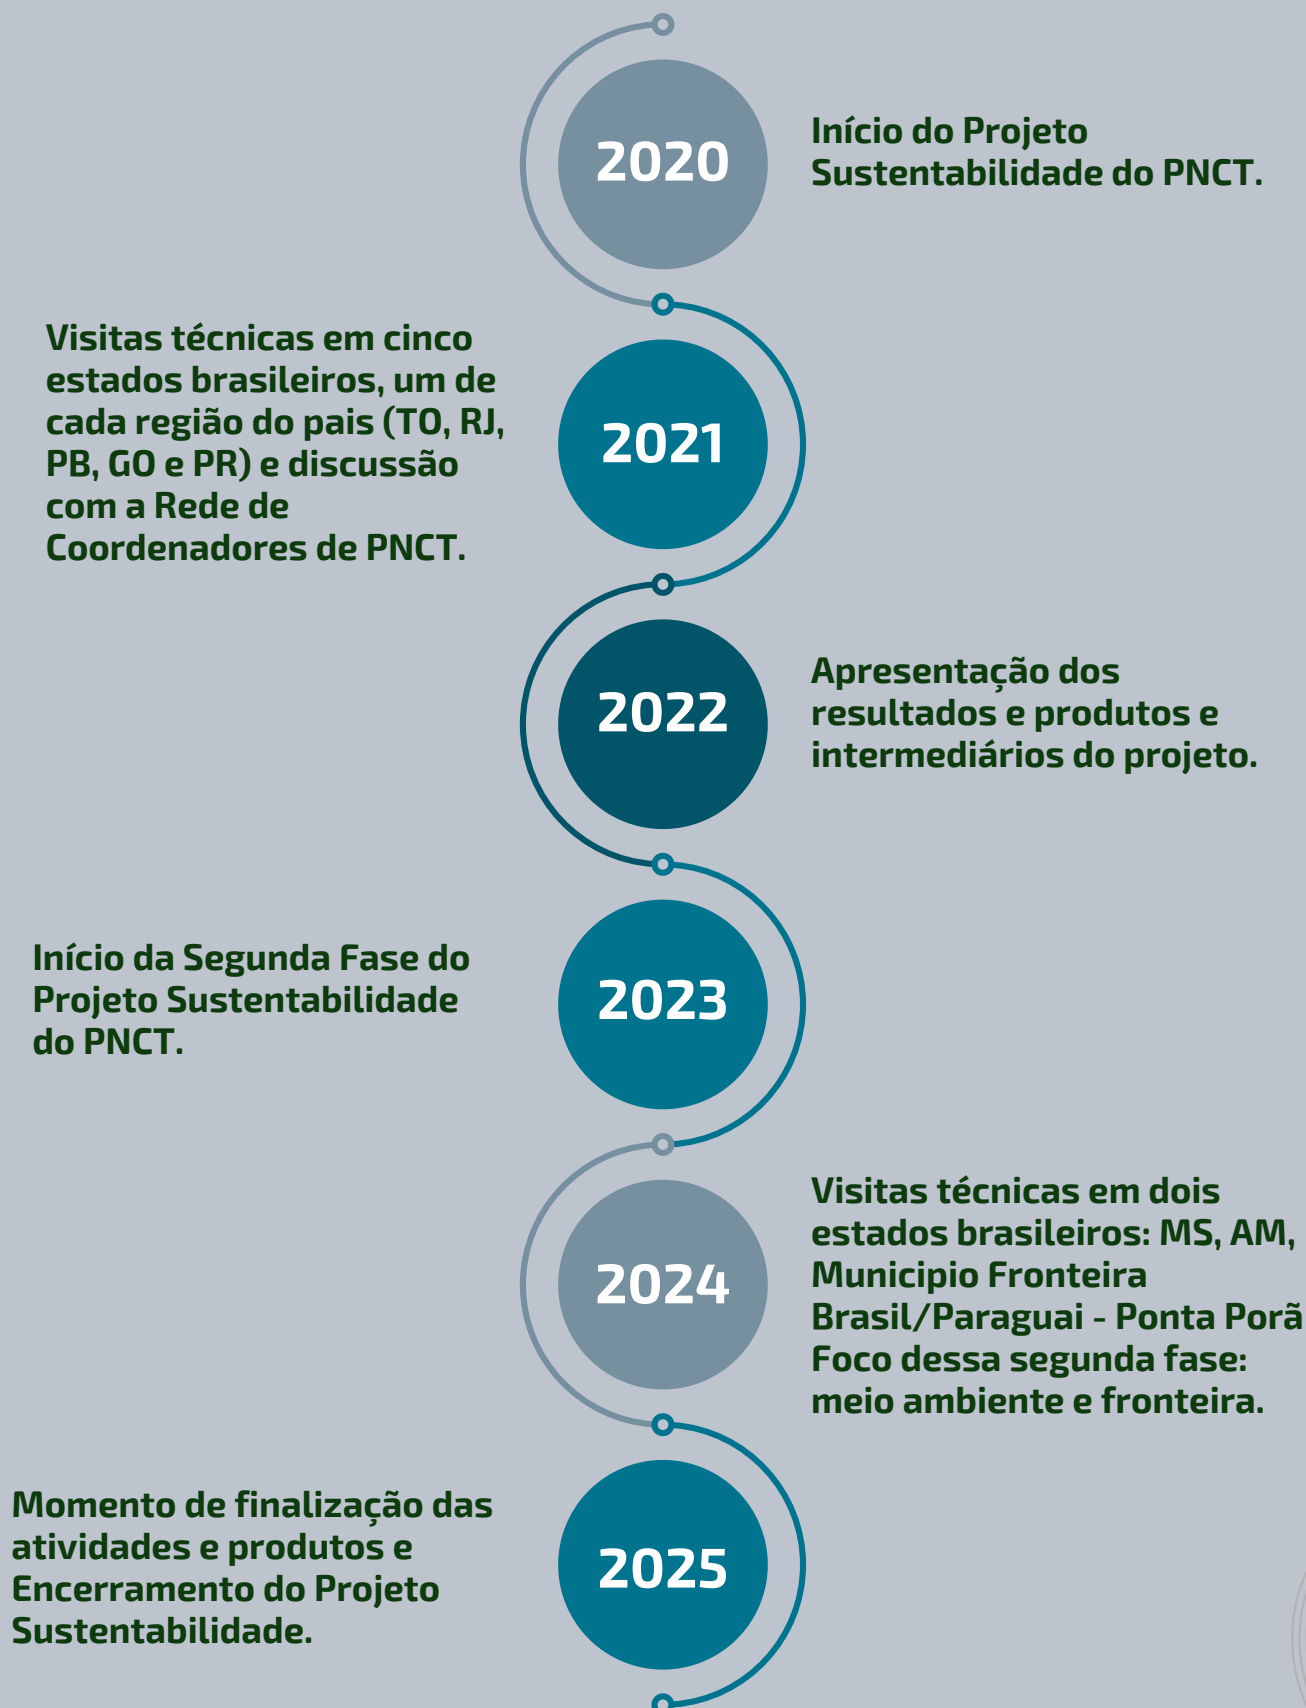 2020
Início do Projeto
Sustentabilidade do PNCT.
Visitas técnicas em cinco
estados brasileiros, um de
cada região do pais (TO, RJ,
PB, GO e PR) e discussão
com a Rede de
Coordenadores de PNCT.
2021
2022
Apresentação dos
resultados e produtos e
intermediários do projeto.
Início da Segunda Fase do
Projeto Sustentabilidade
do PNCT.
2023
2024
Visitas técnicas em dois
estados brasileiros: MS, AM,
Municipio Fronteira
Brasil/Paraguai - Ponta Porã
Foco dessa segunda fase:
meio ambiente e fronteira.
Momento de finalização das
atividades e produtos e
Encerramento do Projeto
Sustentabilidade.
2025